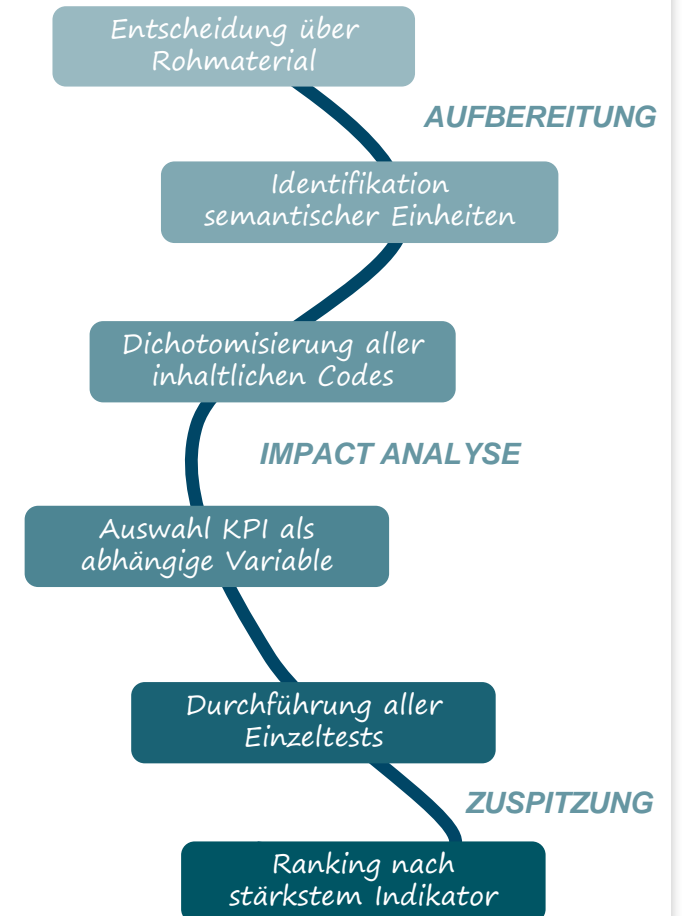 Entscheidung über
Rohmaterial
AUFBEREITUNG
Identifikation
semantischer Einheiten
Dichotomisierung aller
inhaltlichen Codes
IMPACT ANALYSE
Auswahl KPI als
abhängige Variable
Durchführung aller
Einzeltests
ZUSPITZUNG
Ranking nach
stärkstem Indikator